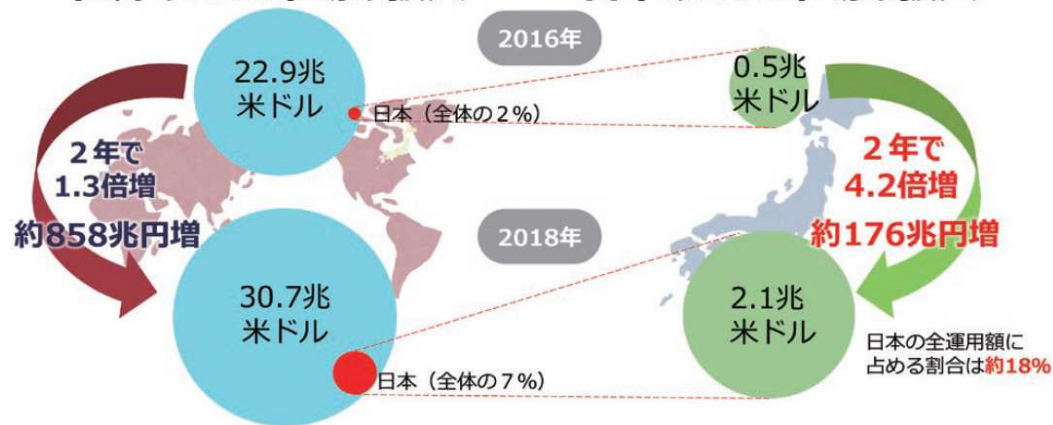 2016年
22.9兆
米ドル
日本（全体の２%）
0.5兆
米ドル
２年で
1.3倍増
約858兆円増
２年で
4.2倍増
約176兆円増
2018年
30.7兆
米ドル
日本（全体の７%）
2.1兆
米ドル
日本の全運用額に
占める割合は約18%